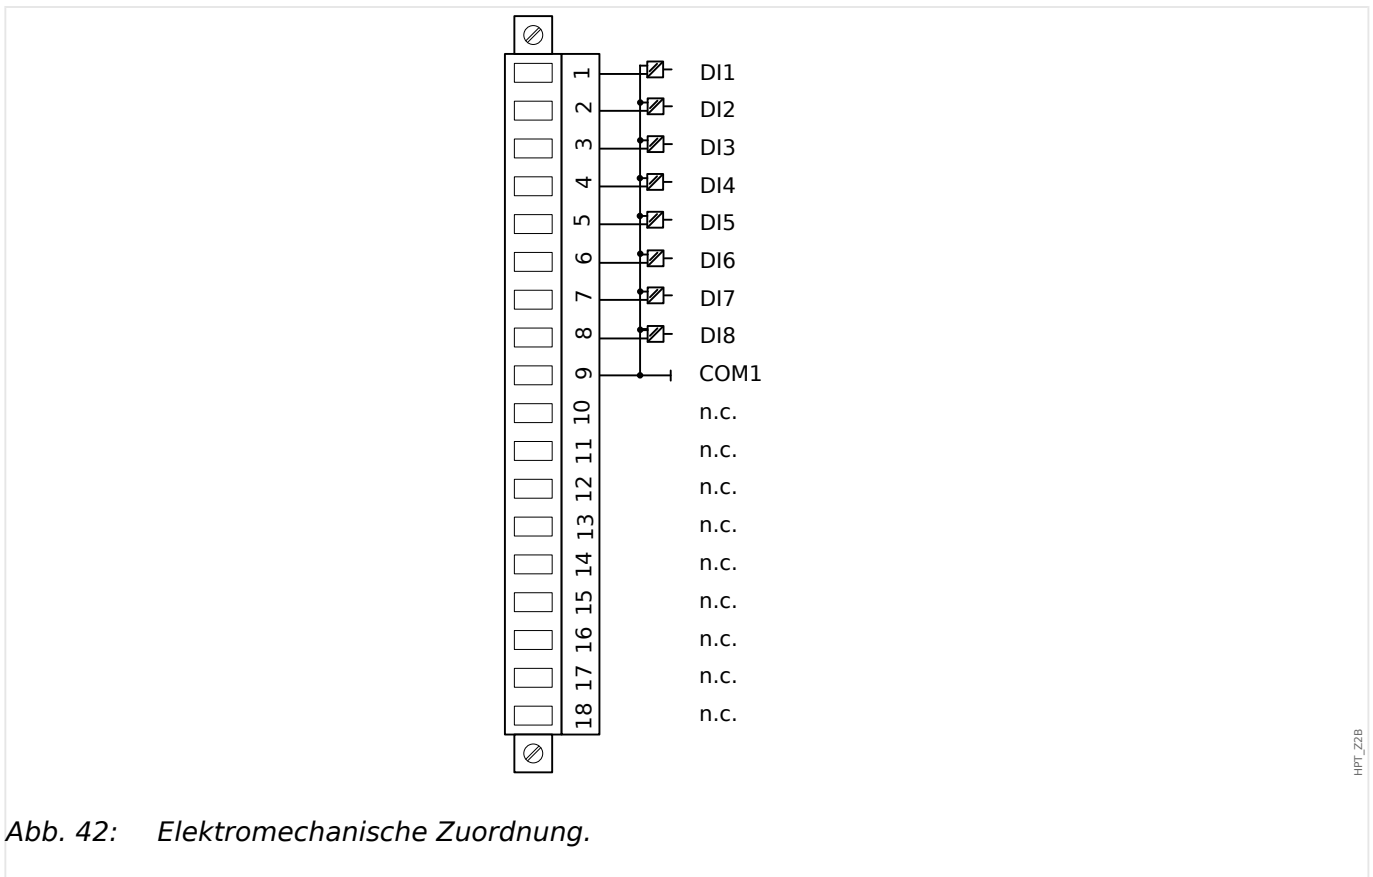 1 DI1
2 DI2
3 DI3
4 DI4
5 DI5
6 DI6
7 DI7
8 DI8
9 COM1
10 n.c.
11 n.c.
12 n.c.
13 n.c.
14 n.c.
15 n.c.
16 n.c.
17 n.c.
18 n.c.
HPT_Z2B
Abb. 42: Elektromechanische Zuordnung.